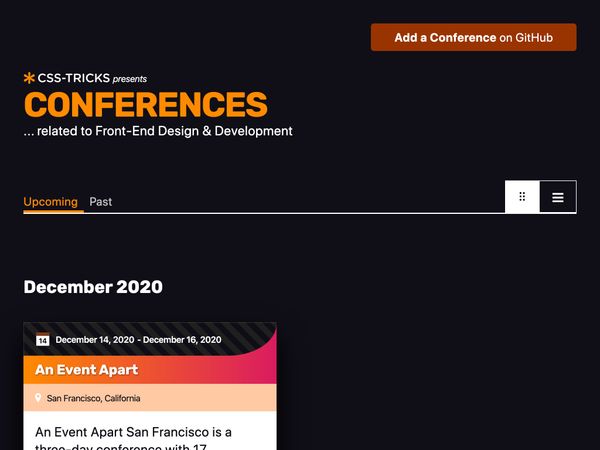 Add a Conference on GitHub
CSS-TRICKS presents
CONFERENCES
... related to Front-End Design & Development
Upcoming Past
December 2020
14 December 14, 2020 - December 16, 2020
An Event Apart
San Francisco, California
An Event Apart San Francisco is a
three-day conference with 17